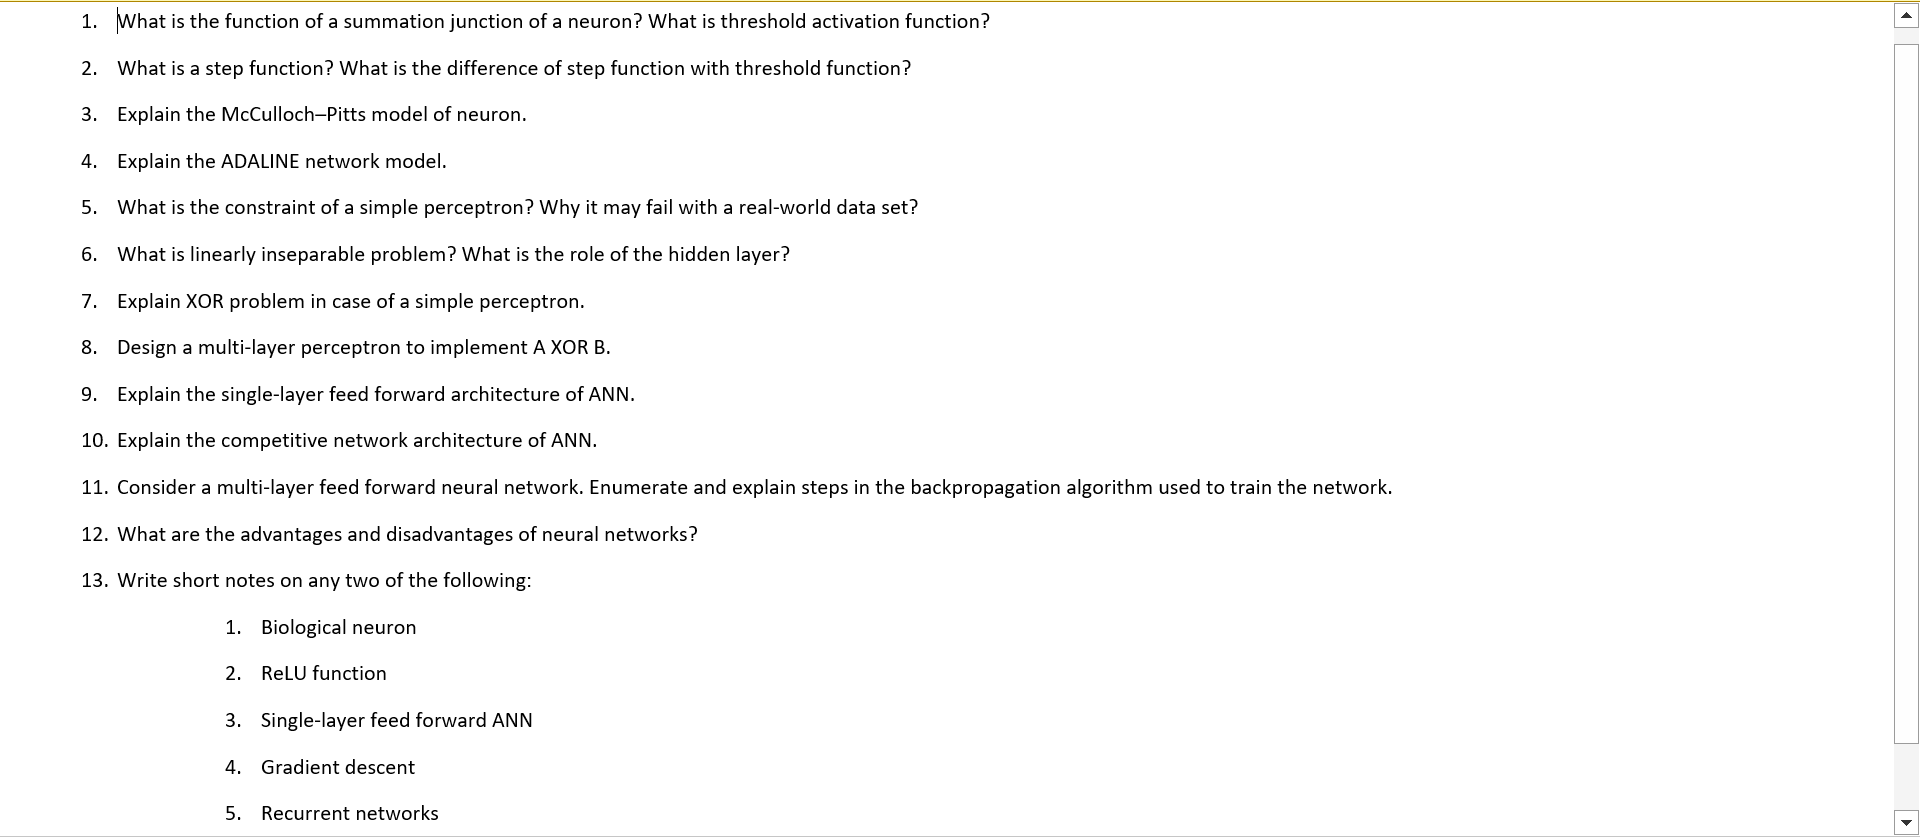 1. What is the function of a summation junction of a neuron? What is threshold activation function?
2. What is a step function? What is the difference of step function with threshold function?
3. Explain the McCulloch–Pitts model of neuron.
4. Explain the ADALINE network model.
5. What is the constraint of a simple perceptron? Why it may fail with a real-world data set?
6. What is linearly inseparable problem? What is the role of the hidden layer?
7. Explain XOR problem in case of a simple perceptron.
8. Design a multi-layer perceptron to implement A XOR B.
9. Explain the single-layer feed forward architecture of ANN.
10. Explain the competitive network architecture of ANN.
11. Consider a multi-layer feed forward neural network. Enumerate and explain steps in the backpropagation algorithm used to train the network.
12. What are the advantages and disadvantages of neural networks?
13. Write short notes on any two of the following:
1. Biological neuron
2. ReLU function
3. Single-layer feed forward ANN
4. Gradient descent
5. Recurrent networks